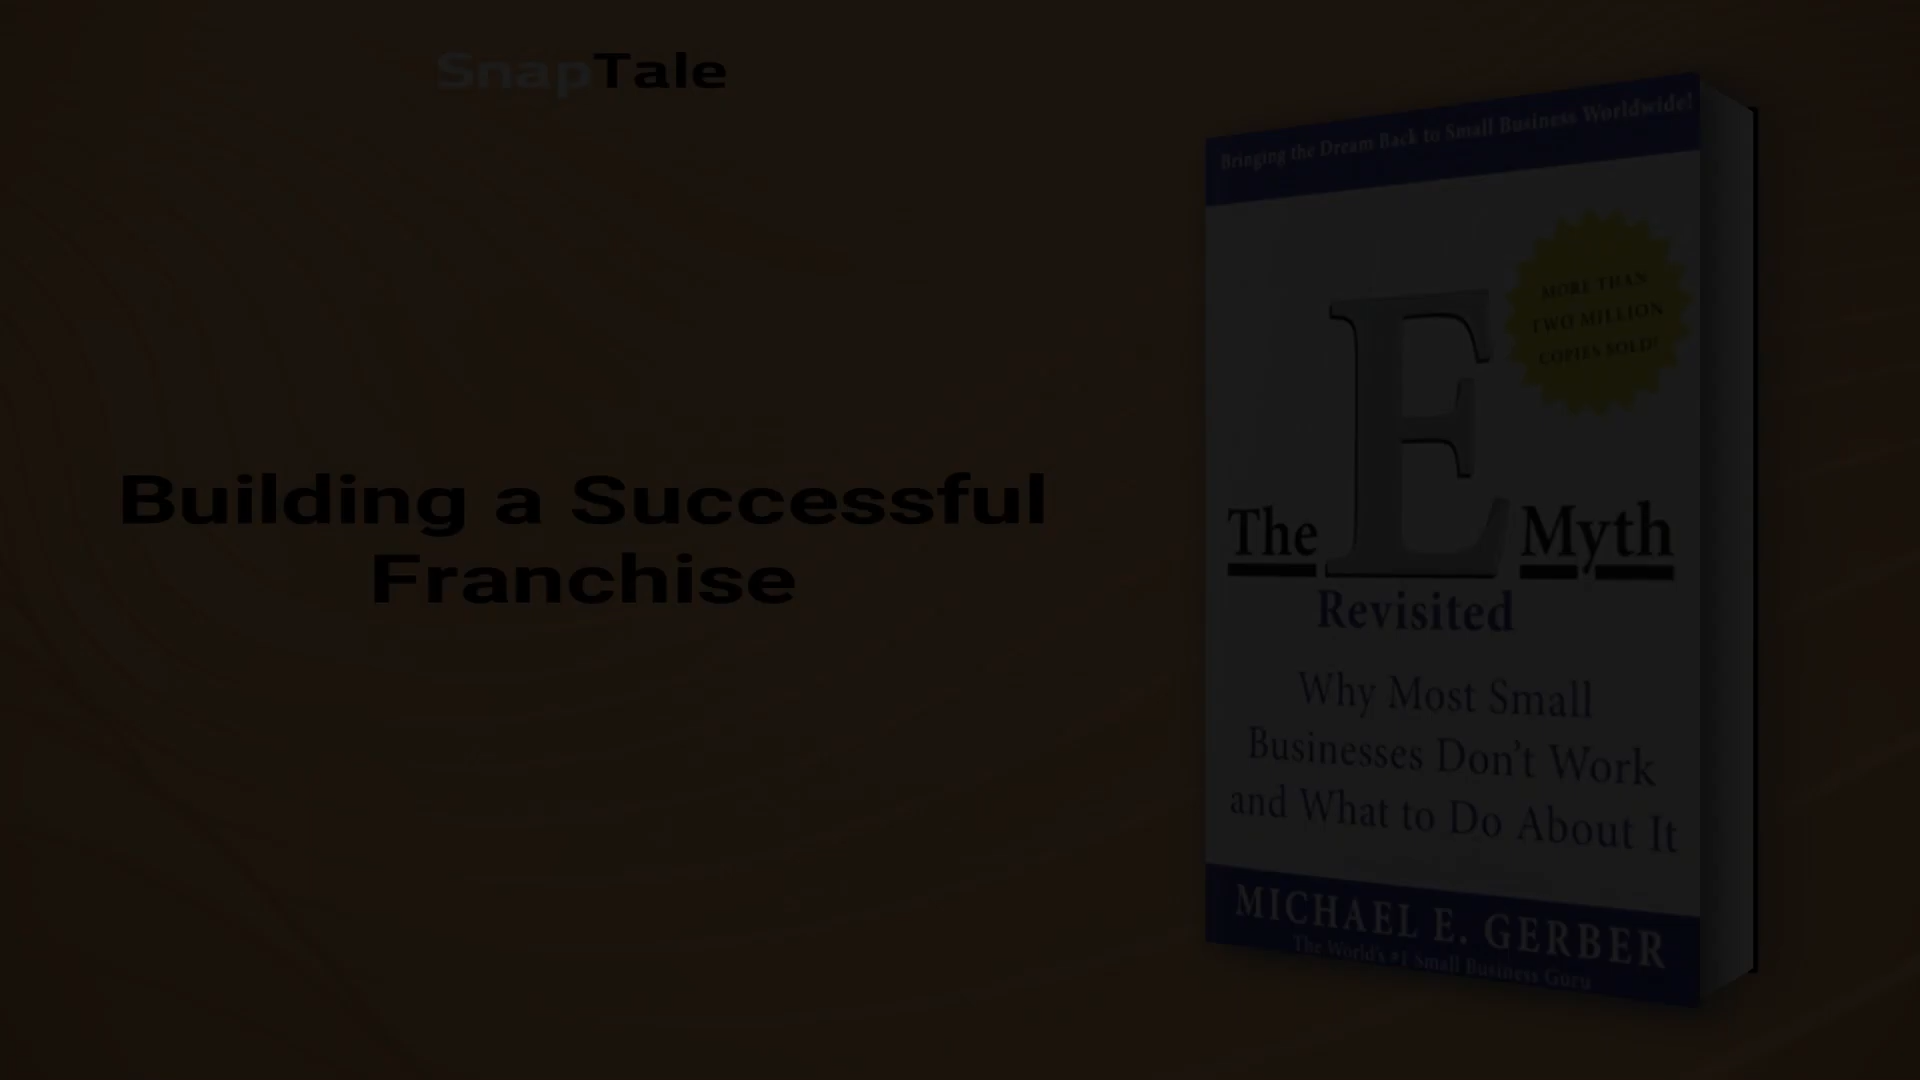 SnapTale
Building a Successful
Franchise
Bringing the Dream Back to Small Business Worldwide!
MORE THAN
TWO MILLION
COPIES SOLD!
The E Myth
Revisited
Why Most Small
Businesses Don't Work
and What to Do About It
MICHAEL E. GERBER
The World's #1 Small Business Guru